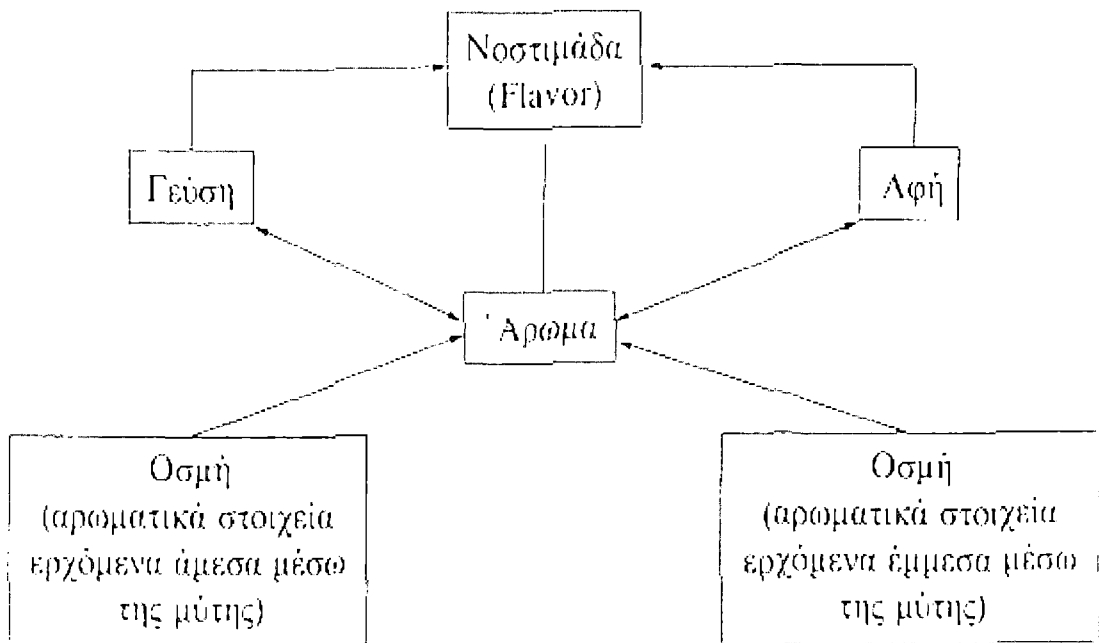 Νοστιμάδα
(Flavor)
Γεύση
Αφή
Άρωμα
Οσμή
(αρωματικά στοιχεία
ερχόμενα άμεσα μέσω
της μύτης)
Οσμή
(αρωματικά στοιχεία
ερχόμενα έμμεσα μέσω
της μύτης)